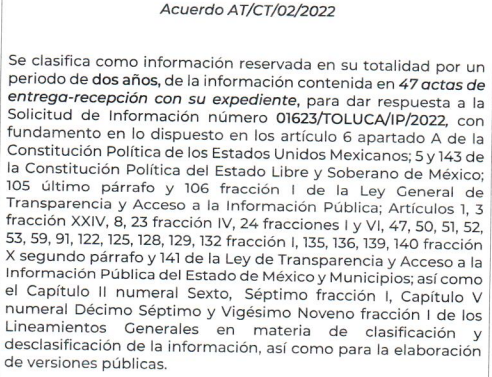 Acuerdo AT/CT/02/2022
Se clasifica como información reservada en su totalidad por un
periodo de dos años, de la información contenida en 47 actas de
entrega-recepción con su expediente, para dar respuesta a la
Solicitud de Información número 01623/TOLUCA/IP/2022, con
fundamento en lo dispuesto en los artículo 6 apartado A de la
Constitución Política de los Estados Unidos Mexicanos; 5 y 143 de
la Constitución Política del Estado Libre y Soberano de México;
105 último párrafo y 106 fracción I de la Ley General de
Transparencia y Acceso a la Información Pública; Artículos 1, 3
fracción XXIV, 8, 23 fracción IV, 24 fracciones I y VI, 47, 50, 51, 52,
53, 59, 91, 122, 125, 128, 129, 132 fracción I, 135, 136, 139, 140 fracción
X segundo párrafo y 141 de la Ley de Transparencia y Acceso a la
Información Pública del Estado de México y Municipios; así como
el Capítulo II numeral Sexto, Séptimo fracción I, Capítulo V
numeral Décimo Séptimo y Vigésimo Noveno fracción I de los
Lineamientos Generales en materia de clasificación y
desclasificación de la información, así como para la elaboración
de versiones públicas.